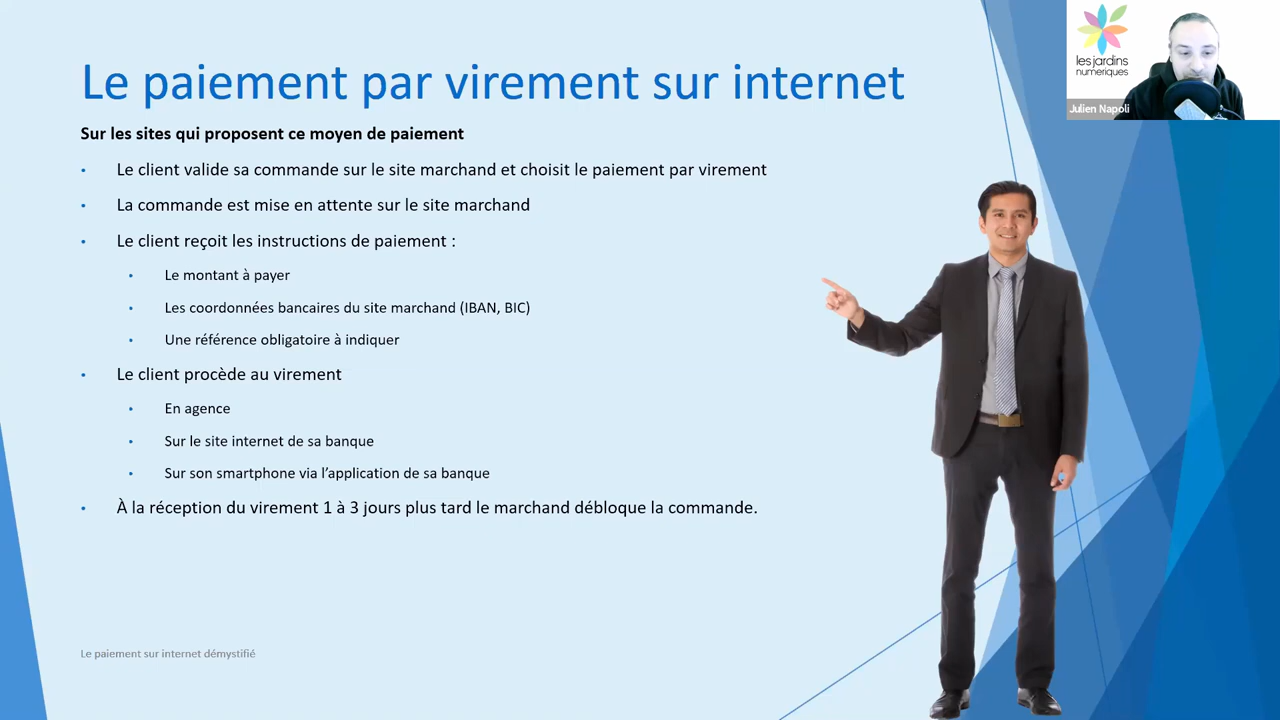 Le paiement par virement sur internet
Sur les sites qui proposent ce moyen de paiement
• Le client valide sa commande sur le site marchand et choisit le paiement par virement
• La commande est mise en attente sur le site marchand
• Le client reçoit les instructions de paiement :
• Le montant à payer
• Les coordonnées bancaires du site marchand (IBAN, BIC)
• Une référence obligatoire à indiquer
• Le client procède au virement
• En agence
• Sur le site internet de sa banque
• Sur son smartphone via l’application de sa banque
• À la réception du virement 1 à 3 jours plus tard le marchand débloque la commande.
Le paiement sur internet démystifié
les jardins
numeriques
Julien Napoli